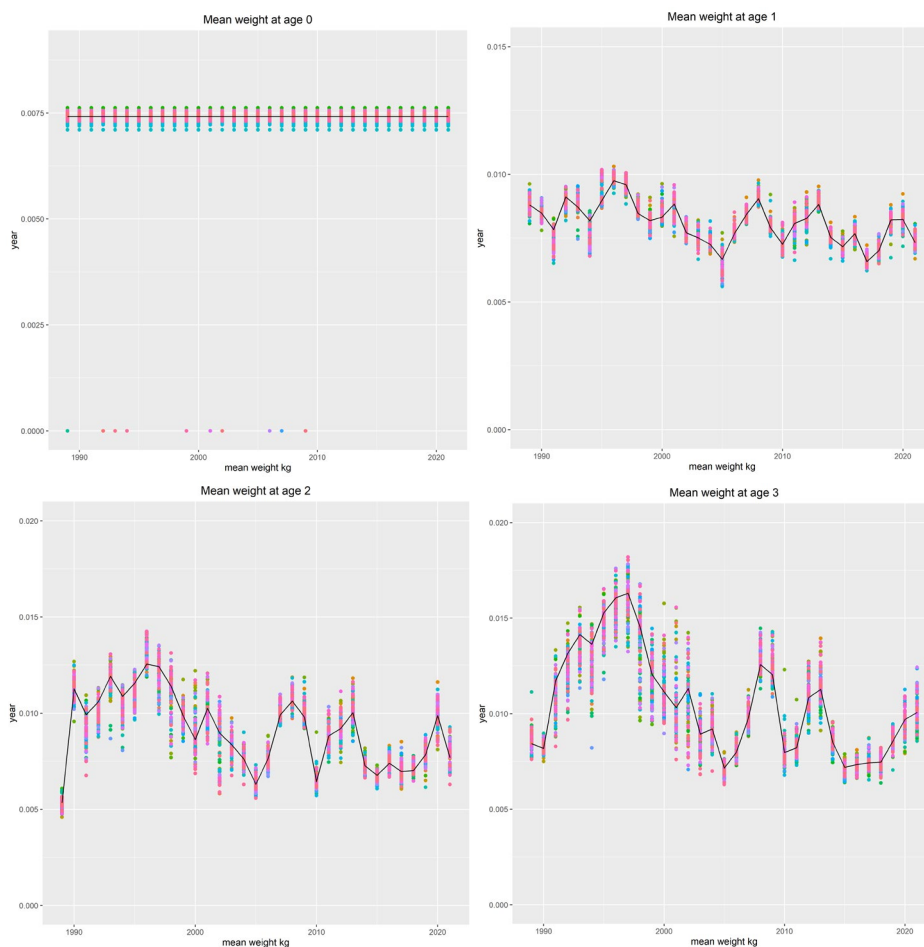 Mean weight at age 0
0.0075
0.0050
0.0025
0.0000
year
1990
2000
2010
2020
mean weight kg
Mean weight at age 1
0.015
0.010
0.005
0.000
year
1990
2000
2010
2020
mean weight kg
Mean weight at age 2
0.020
0.015
0.010
0.005
0.000
year
1990
2000
2010
2020
mean weight kg
Mean weight at age 3
0.020
0.015
0.010
0.005
0.000
year
1990
2000
2010
2020
mean weight kg